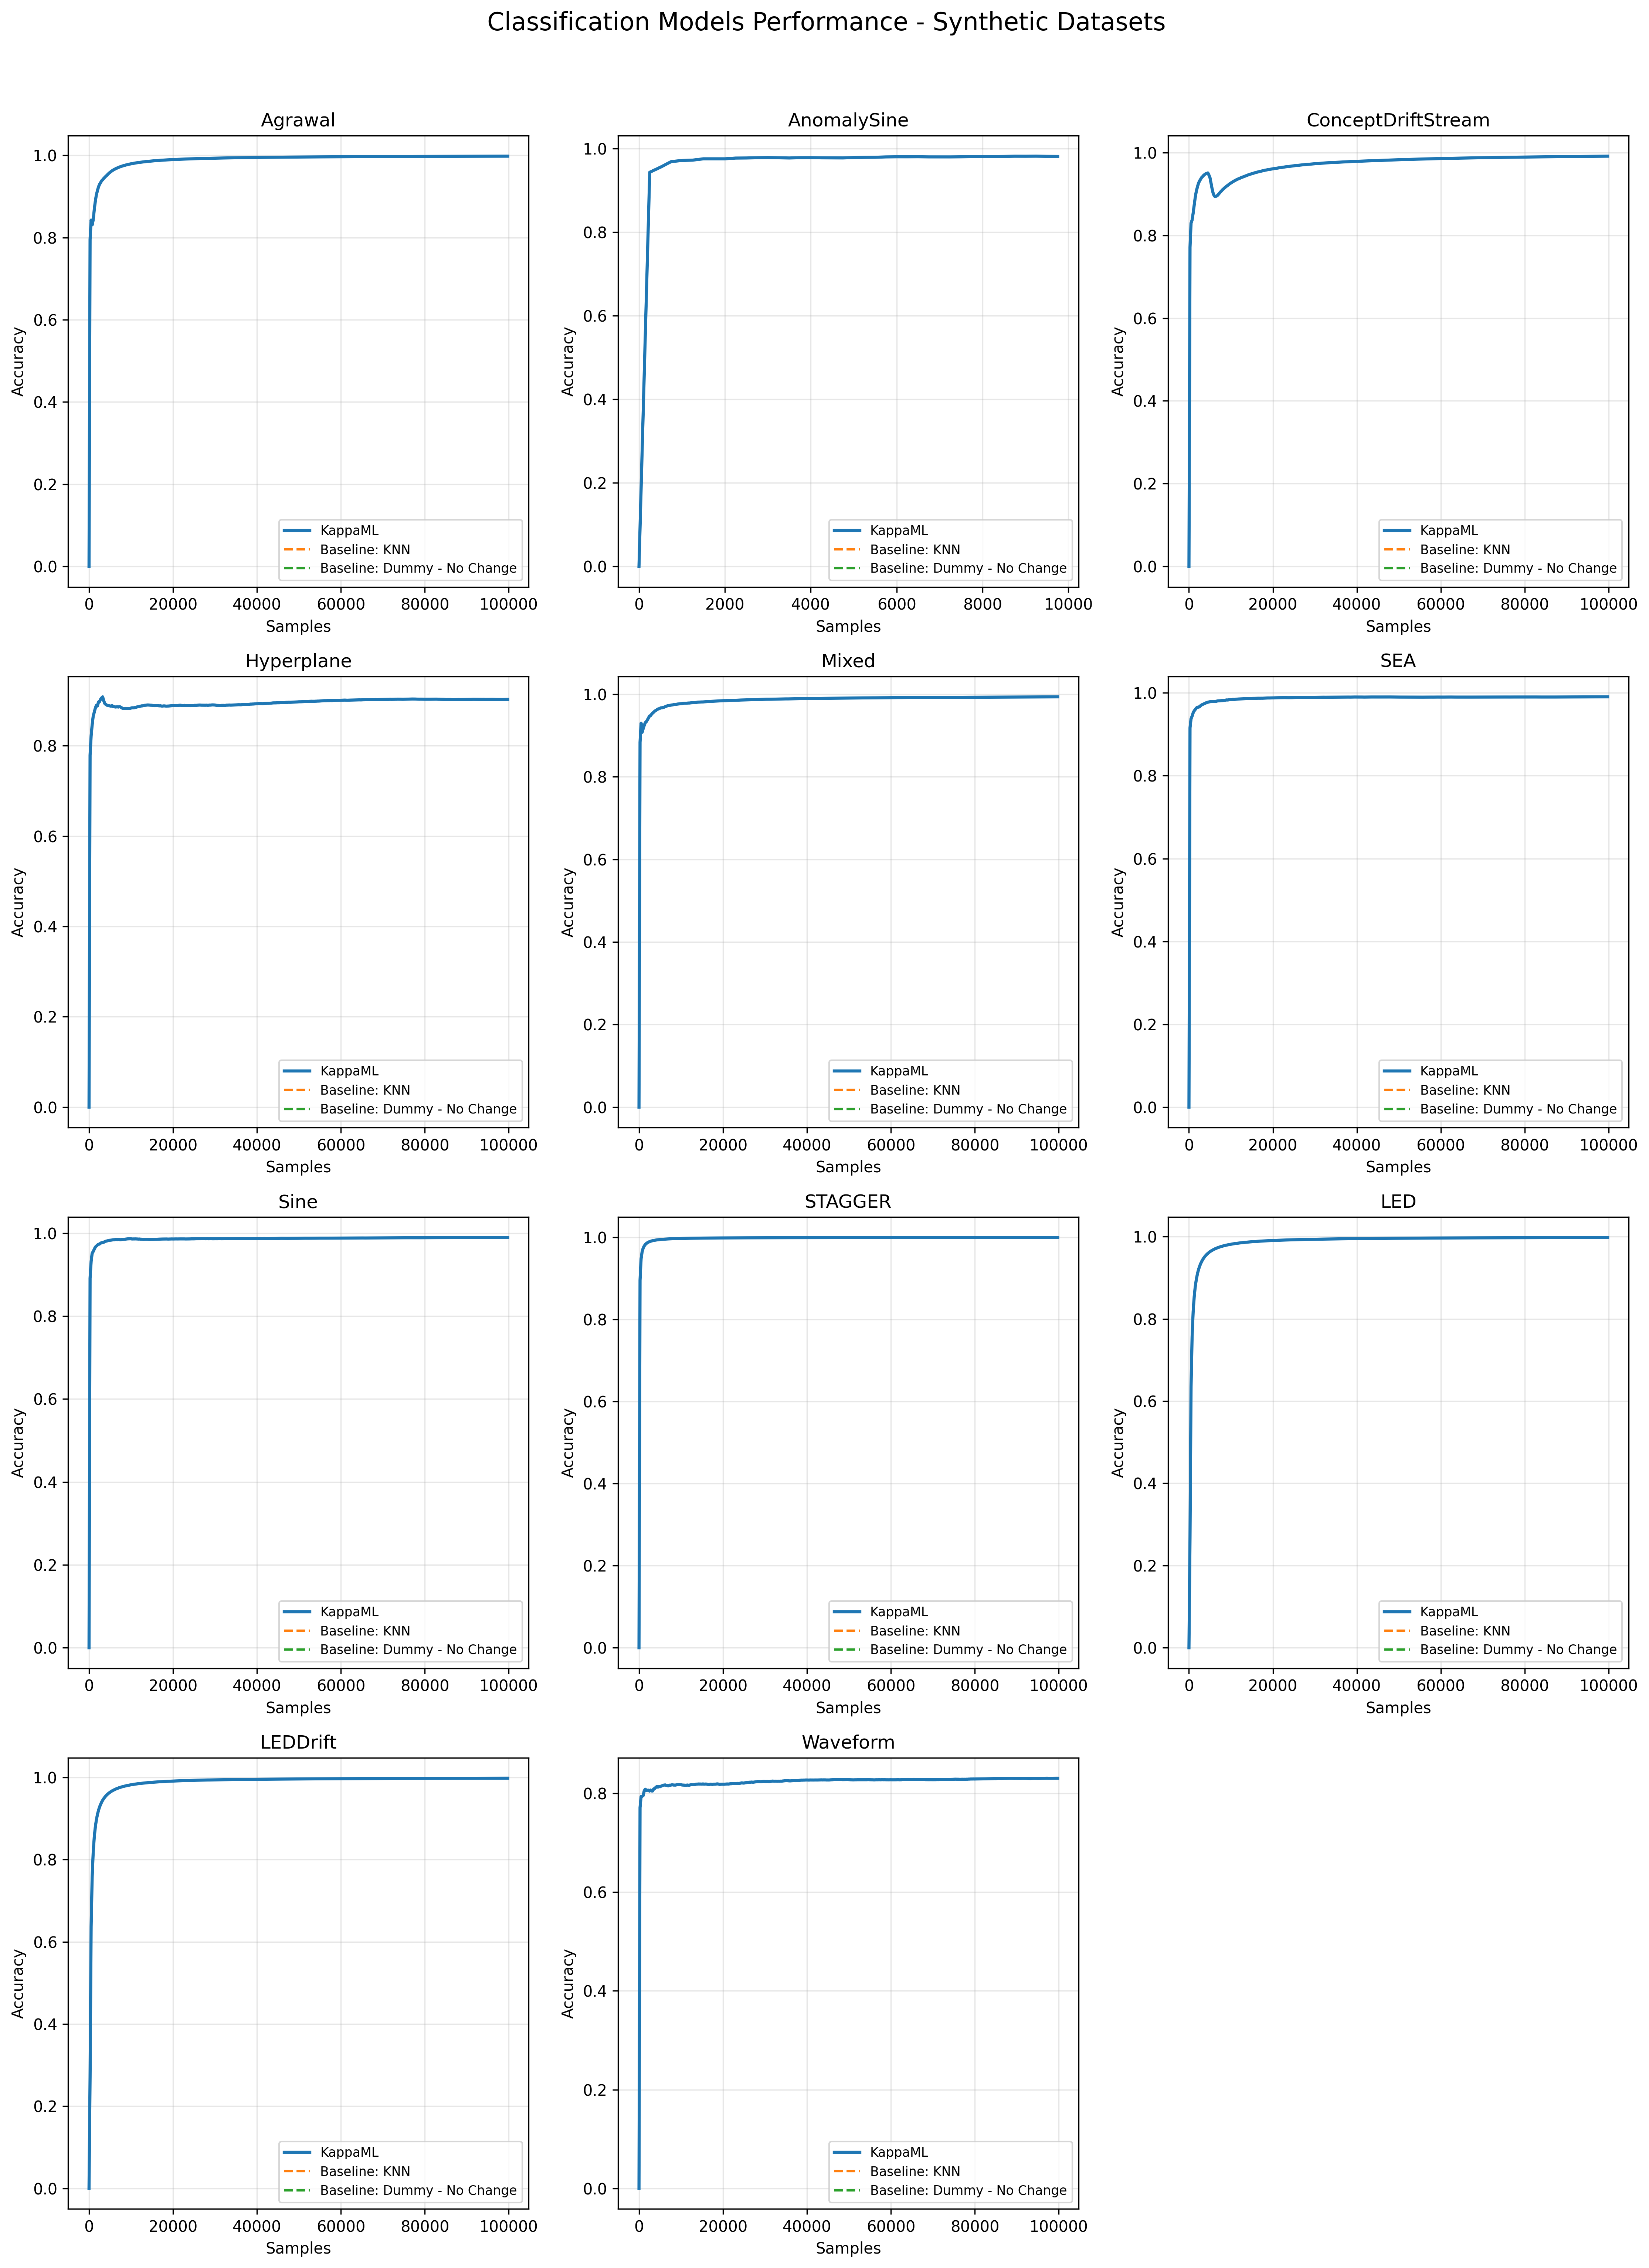 Classification Models Performance - Synthetic Datasets
Agrawal
Accuracy
1.0
0.8
0.6
0.4
0.2
0.0
KappaML
Baseline: KNN
Baseline: Dummy - No Change
0 20000 40000 60000 80000 100000
Samples
AnomalySine
Accuracy
1.0
0.8
0.6
0.4
0.2
0.0
KappaML
Baseline: KNN
Baseline: Dummy - No Change
0 2000 4000 6000 8000 10000
Samples
ConceptDriftStream
Accuracy
1.0
0.8
0.6
0.4
0.2
0.0
KappaML
Baseline: KNN
Baseline: Dummy - No Change
0 20000 40000 60000 80000 100000
Samples
Hyperplane
Accuracy
0.8
0.6
0.4
0.2
0.0
KappaML
Baseline: KNN
Baseline: Dummy - No Change
0 20000 40000 60000 80000 100000
Samples
Mixed
Accuracy
1.0
0.8
0.6
0.4
0.2
0.0
KappaML
Baseline: KNN
Baseline: Dummy - No Change
0 20000 40000 60000 80000 100000
Samples
SEA
Accuracy
1.0
0.8
0.6
0.4
0.2
0.0
KappaML
Baseline: KNN
Baseline: Dummy - No Change
0 20000 40000 60000 80000 100000
Samples
Sine
Accuracy
1.0
0.8
0.6
0.4
0.2
0.0
KappaML
Baseline: KNN
Baseline: Dummy - No Change
0 20000 40000 60000 80000 100000
Samples
STAGGER
Accuracy
1.0
0.8
0.6
0.4
0.2
0.0
KappaML
Baseline: KNN
Baseline: Dummy - No Change
0 20000 40000 60000 80000 100000
Samples
LED
Accuracy
1.0
0.8
0.6
0.4
0.2
0.0
KappaML
Baseline: KNN
Baseline: Dummy - No Change
0 20000 40000 60000 80000 100000
Samples
LEDDrift
Accuracy
1.0
0.8
0.6
0.4
0.2
0.0
KappaML
Baseline: KNN
Baseline: Dummy - No Change
0 20000 40000 60000 80000 100000
Samples
Waveform
Accuracy
0.8
0.6
0.4
0.2
0.0
KappaML
Baseline: KNN
Baseline: Dummy - No Change
0 20000 40000 60000 80000 100000
Samples